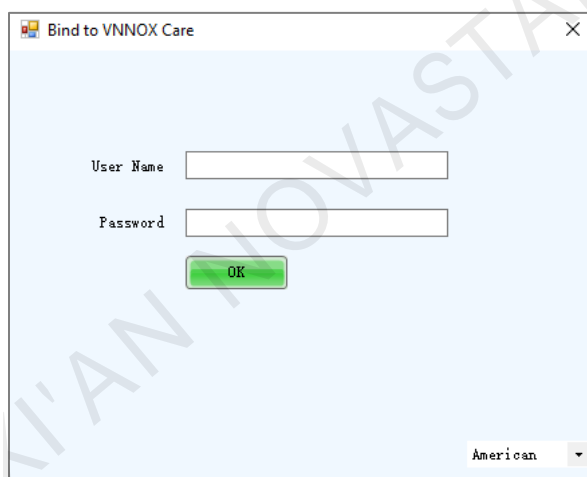 Bind to VNNOX Care
User Name
Password
OK
American
XI'AN NOVASTAR